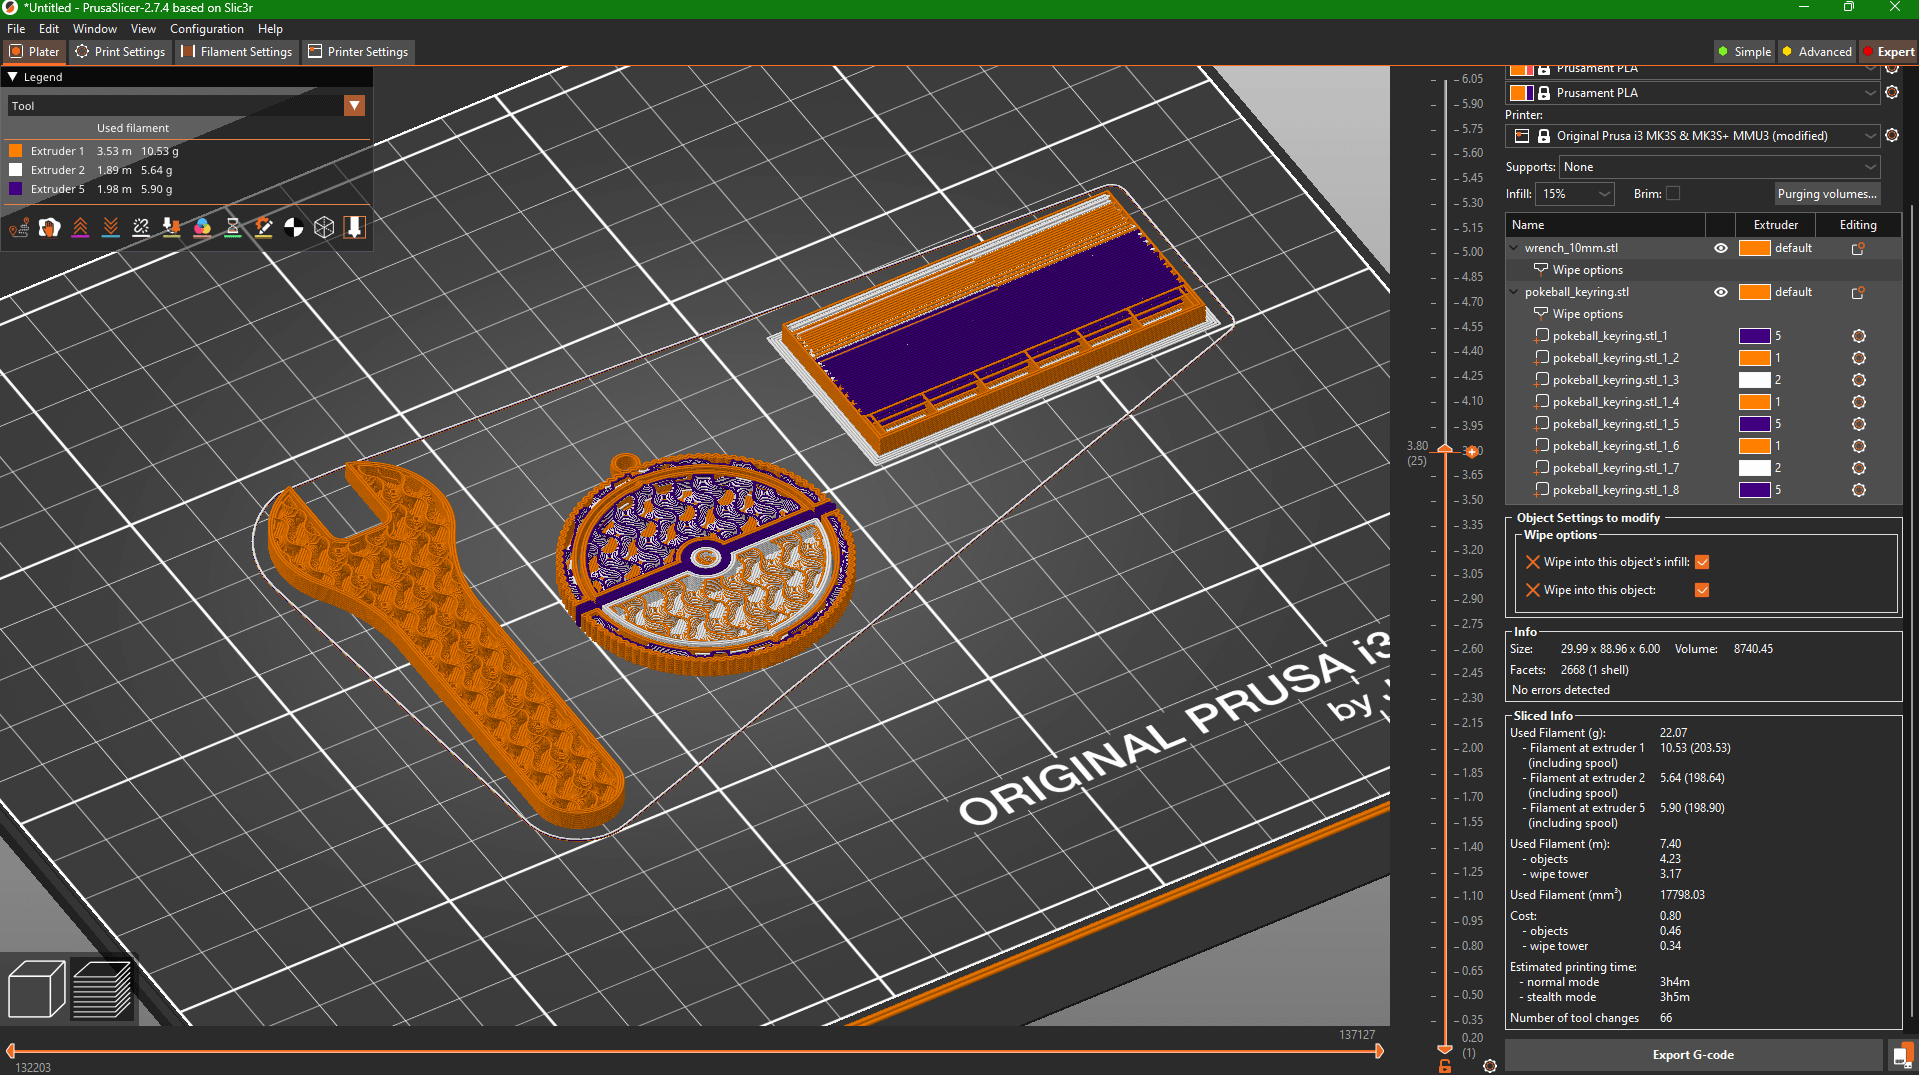 *Untitled - PrusaSlicer-2.7.4 based on Slic3r
File Edit Window View Configuration Help
Plater Print Settings Filament Settings Printer Settings Simple Advanced Expert
Legend
Tool
Used filament
Extruder 1 3.53 m 10.53 g
Extruder 2 1.89 m 5.64 g
Extruder 5 1.98 m 5.90 g
ORIGINAL PRUSA i3
by
132203
137127
6.05
5.90
5.75
5.60
5.45
5.30
5.15
5.00
4.85
4.70
4.55
4.40
4.25
4.10
3.95
3.80
(25)
3.65
3.50
3.35
3.20
3.05
2.90
2.75
2.60
2.45
2.30
2.15
2.00
1.85
1.70
1.55
1.40
1.25
1.10
0.95
0.80
0.65
0.50
0.35
0.20
(1)
Prusament PLA
Prusament PLA
Printer:
Original Prusa i3 MK3S & MK3S+ MMU3 (modified)
Supports: None
Infill: 15% Brim: Purging volumes...
Name Extruder Editing
wrench_10mm.stl default
Wipe options
pokeball_keyring.stl default
Wipe options
pokeball_keyring.stl_1 5
pokeball_keyring.stl_1_2 1
pokeball_keyring.stl_1_3 2
pokeball_keyring.stl_1_4 1
pokeball_keyring.stl_1_5 5
pokeball_keyring.stl_1_6 1
pokeball_keyring.stl_1_7 2
pokeball_keyring.stl_1_8 5
Object Settings to modify
Wipe options
Wipe into this object's infill:
Wipe into this object:
Info
Size: 29.99 x 88.96 x 6.00 Volume: 8740.45
Facets: 2668 (1 shell)
No errors detected
Sliced Info
Used Filament (g): 22.07
- Filament at extruder 1 10.53 (203.53)
(including spool)
- Filament at extruder 2 5.64 (198.64)
(including spool)
- Filament at extruder 5 5.90 (198.90)
(including spool)
Used Filament (m): 7.40
- objects 4.23
- wipe tower 3.17
Used Filament (mm³) 17798.03
Cost: 0.80
- objects 0.46
- wipe tower 0.34
Estimated printing time:
- normal mode 3h4m
- stealth mode 3h5m
Number of tool changes 66
Export G-code